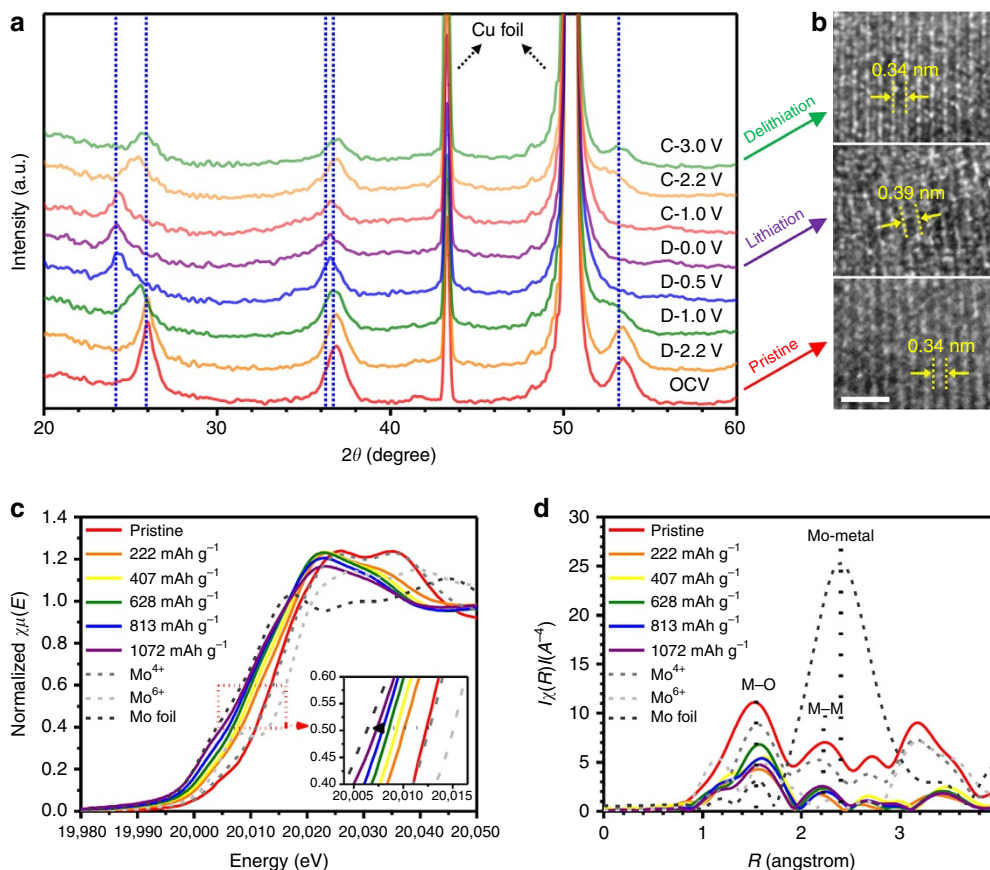 a
Cu foil
C-3.0 V
C-2.2 V
C-1.0 V
D-0.0 V
D-0.5 V
D-1.0 V
D-2.2 V
OCV
Intensity (a.u.)
20 30 40 50 60
2θ (degree)
Delithiation
Lithiation
Pristine
b
0.34 nm
0.39 nm
0.34 nm
c
Normalized χμ(E)
1.4
1.2
1.0
0.8
0.6
0.4
0.2
0.0
Pristine
222 mAh g⁻¹
407 mAh g⁻¹
628 mAh g⁻¹
813 mAh g⁻¹
1072 mAh g⁻¹
Mo⁴⁺
Mo⁶⁺
Mo foil
0.60
0.55
0.50
0.45
0.40
20,005 20,010 20,015
19,980 19,990 20,000 20,010 20,020 20,030 20,040 20,050
Energy (eV)
d
I𝜒(R)I(A⁻⁴)
30
25
20
15
10
5
0
Pristine
222 mAh g⁻¹
407 mAh g⁻¹
628 mAh g⁻¹
813 mAh g⁻¹
1072 mAh g⁻¹
Mo⁴⁺
Mo⁶⁺
Mo foil
Mo-metal
M–O
M–M
0 1 2 3
R (angstrom)